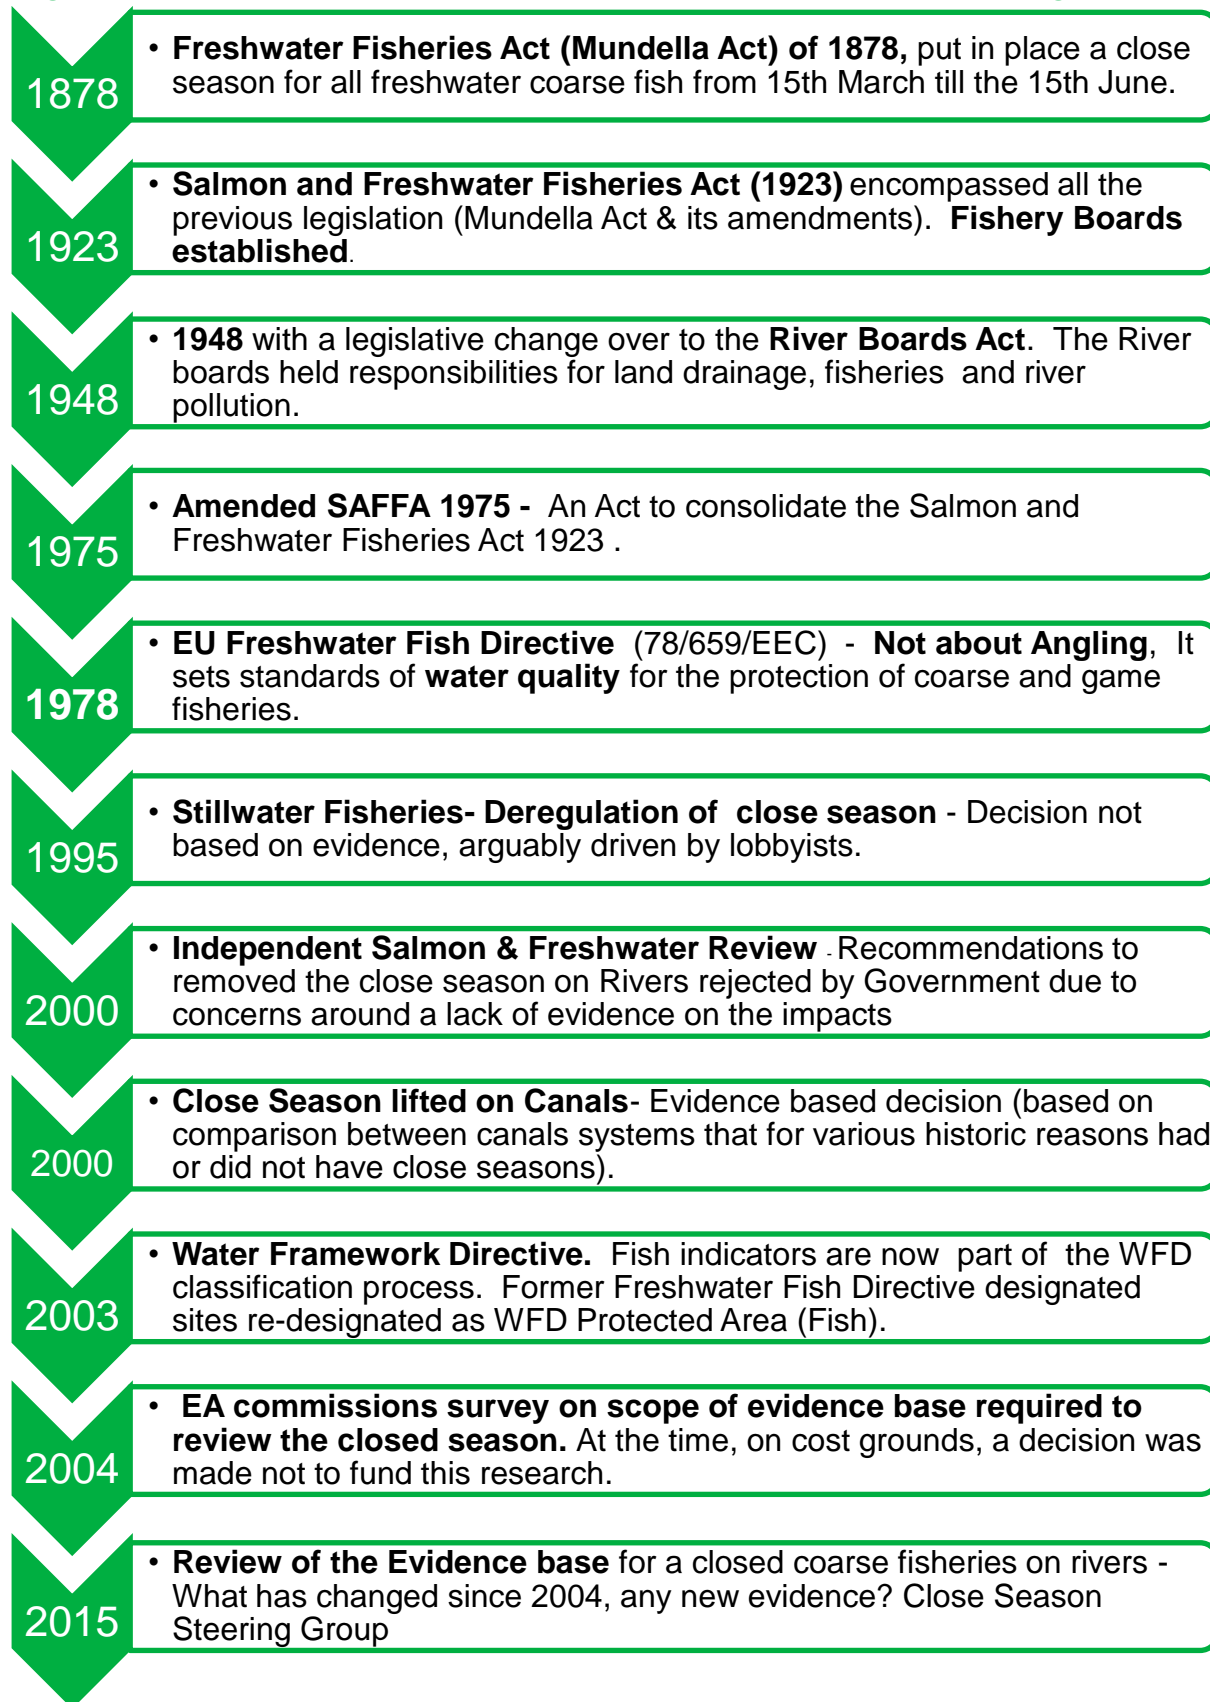 1878
• Freshwater Fisheries Act (Mundella Act) of 1878, put in place a close
season for all freshwater coarse fish from 15th March till the 15th June.
1923
• Salmon and Freshwater Fisheries Act (1923) encompassed all the
previous legislation (Mundella Act & its amendments).  Fishery Boards
established.
1948
• 1948 with a legislative change over to the River Boards Act.  The River
boards held responsibilities for land drainage, fisheries  and river
pollution.
1975
• Amended SAFFA 1975 -  An Act to consolidate the Salmon and
Freshwater Fisheries Act 1923 .
1978
• EU Freshwater Fish Directive  (78/659/EEC)  -  Not about Angling,  It
sets standards of water quality for the protection of coarse and game
fisheries.
1995
• Stillwater Fisheries- Deregulation of  close season - Decision not
based on evidence, arguably driven by lobbyists.
2000
• Independent Salmon & Freshwater Review - Recommendations to
removed the close season on Rivers rejected by Government due to
concerns around a lack of evidence on the impacts
2000
• Close Season lifted on Canals- Evidence based decision (based on
comparison between canals systems that for various historic reasons had
or did not have close seasons).
2003
• Water Framework Directive.  Fish indicators are now  part of  the WFD
classification process.  Former Freshwater Fish Directive designated
sites re-designated as WFD Protected Area (Fish).
2004
•  EA commissions survey on scope of evidence base required to
review the closed season. At the time, on cost grounds, a decision was
made not to fund this research.
2015
• Review of the Evidence base for a closed coarse fisheries on rivers -
What has changed since 2004, any new evidence? Close Season
Steering Group